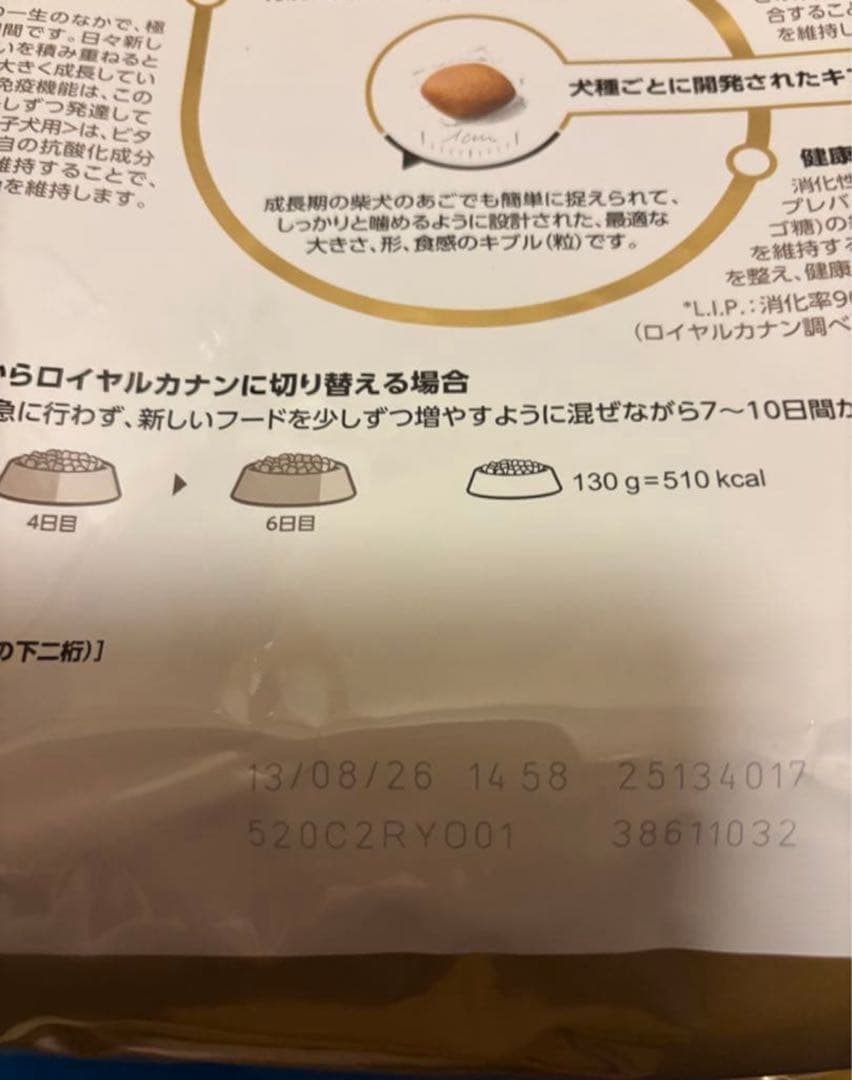 一生のなかで、極
間です。日々新し
いを積み重ねると
大きく成長してい
免疫機能は、この
しずつ発達して
子犬用>は、ビタ
自の抗酸化成分
維持することで、
を維持します。
1cm
犬種ごとに開発されたキブ
成長期の柴犬のあごでも簡単に捉えられて、
しっかりと噛めるように設計された、最適な
大きさ、形、食感のキブル(粒)です。
合すること
を維持し
健康
消化性
プレバ
ゴ糖)の
を維持する
を整え、健康
*L.I.P.:消化率90
(ロイヤルカナン調べ
からロイヤルカナンに切り替える場合
急に行わず、新しいフードを少しずつ増やすように混ぜながら7〜10日間か
4日目
6日目
130 g=510 kcal
の下二桁)]
13/08/26 14 58 25134017
520C2RYO01 38611032